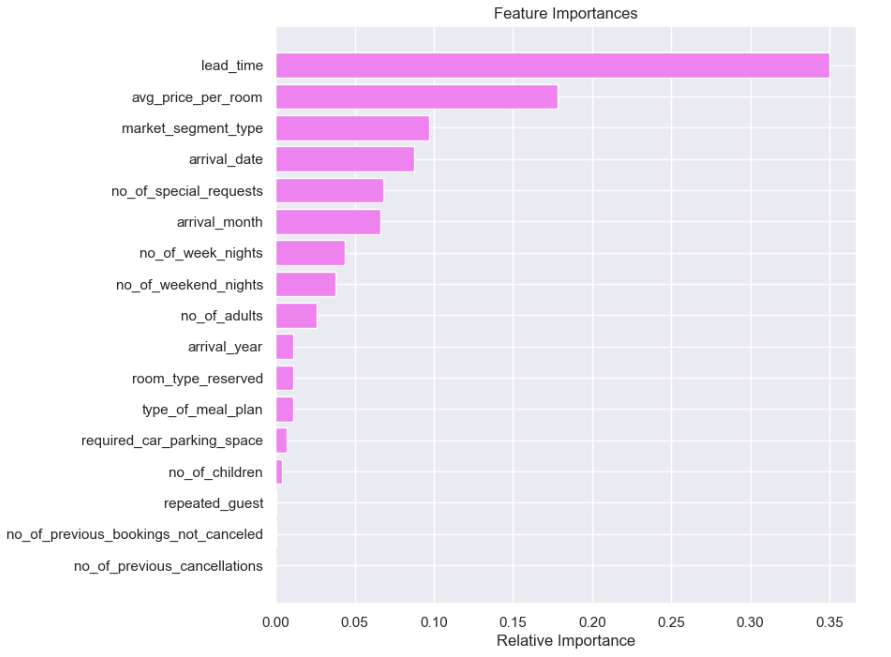 Feature Importances
lead_time
avg_price_per_room
market_segment_type
arrival_date
no_of_special_requests
arrival_month
no_of_week_nights
no_of_weekend_nights
no_of_adults
arrival_year
room_type_reserved
type_of_meal_plan
required_car_parking_space
no_of_children
repeated_guest
no_of_previous_bookings_not_canceled
no_of_previous_cancellations
0.00 0.05 0.10 0.15 0.20 0.25 0.30 0.35
Relative Importance